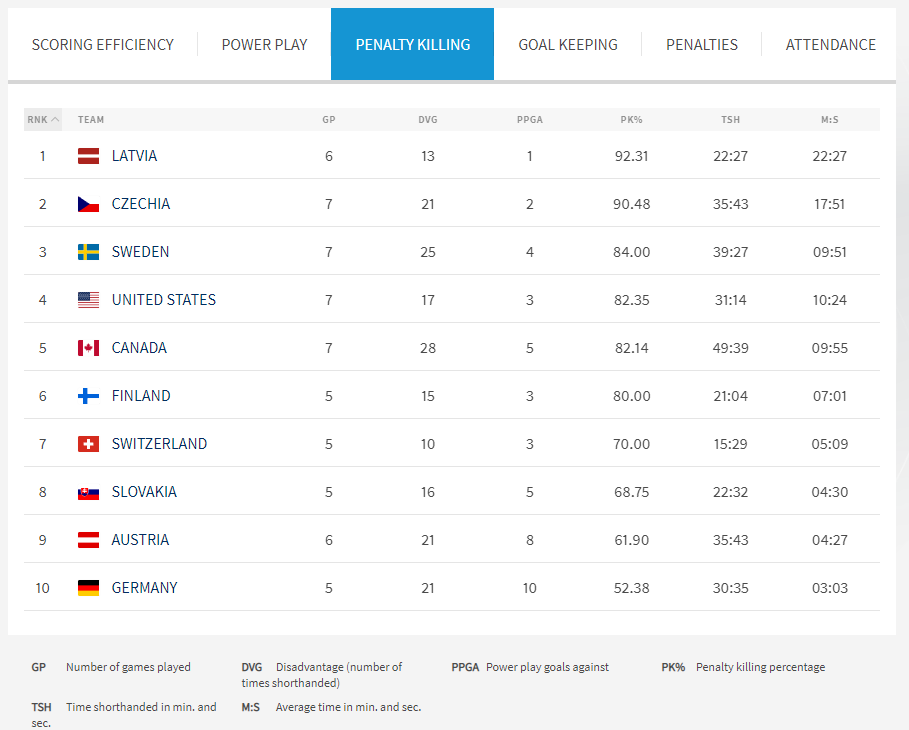 SCORING EFFICIENCY POWER PLAY PENALTY KILLING GOAL KEEPING PENALTIES ATTENDANCE
RNK TEAM GP DVG PPGA PK% TSH M:S
1 LATVIA 6 13 1 92.31 22:27 22:27
2 CZECHIA 7 21 2 90.48 35:43 17:51
3 SWEDEN 7 25 4 84.00 39:27 09:51
4 UNITED STATES 7 17 3 82.35 31:14 10:24
5 CANADA 7 28 5 82.14 49:39 09:55
6 FINLAND 5 15 3 80.00 21:04 07:01
7 SWITZERLAND 5 10 3 70.00 15:29 05:09
8 SLOVAKIA 5 16 5 68.75 22:32 04:30
9 AUSTRIA 6 21 8 61.90 35:43 04:27
10 GERMANY 5 21 10 52.38 30:35 03:03
GP Number of games played
DVG Disadvantage (number of
times shorthanded)
PPGA Power play goals against
PK% Penalty killing percentage
TSH Time shorthanded in min. and
sec.
M:S Average time in min. and sec.